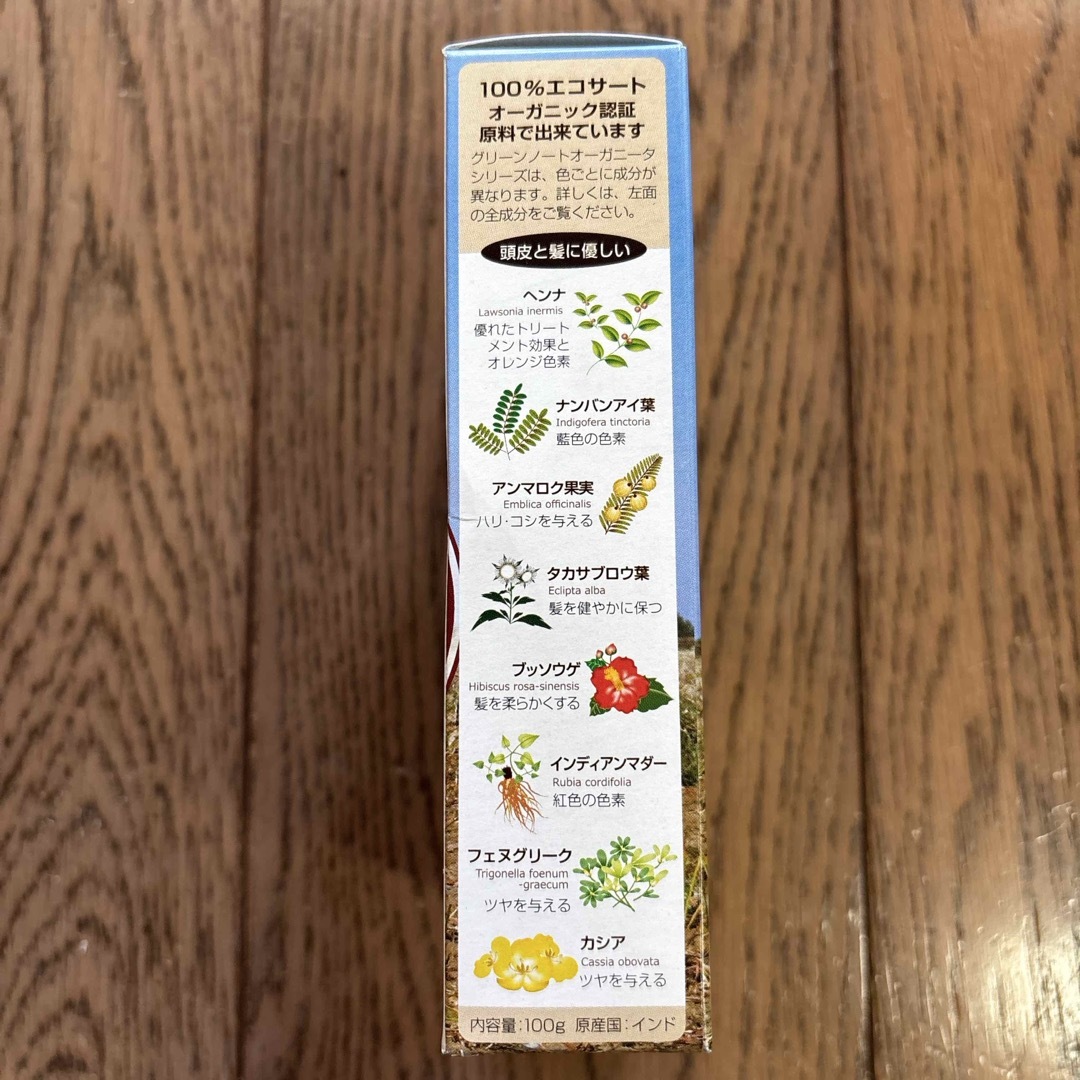 100%エコサート
オーガニック認証
原料で出来ています
グリーンノートオーガニータ
シリーズは、色ごとに成分が
異なります。詳しくは、左面
の全成分をご覧ください。
頭皮と髪に優しい
ヘンナ
Lawsonia inermis
優れたトリート
メント効果と
オレンジ色素
ナンバンアイ葉
Indigofera tinctoria
藍色の色素
アンマロク果実
Emblica officinalis
ハリ・コシを与える
タカサブロウ葉
Eclipta alba
髪を健やかに保つ
ブッソウゲ
Hibiscus rosa-sinensis
髪を柔らかくする
インディアンマダー
Rubia cordifolia
紅色の色素
フェヌグリーク
Trigonella foenum
-graecum
ツヤを与える
カシア
Cassia obovata
ツヤを与える
内容量:100g 原産国:インド